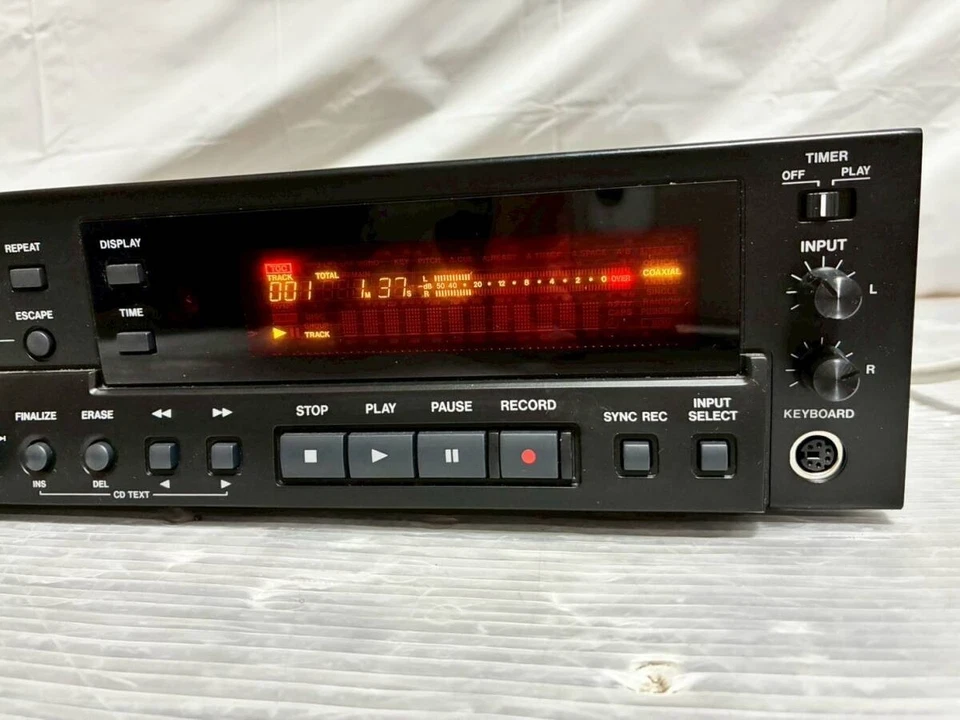 TIMER
OFF PLAY
INPUT
L
R
KEYBOARD
REPEAT
DISPLAY
ESCAPE
TIME
TOC
TRACK
TOTAL
001
1M 37S
L
-dB 50 40 20 12 8 4 2 0 OVER
R
COAXIAL
TRACK
FINALIZE
ERASE
INS
DEL
CD TEXT
STOP
PLAY
PAUSE
RECORD
SYNC REC
INPUT
SELECT